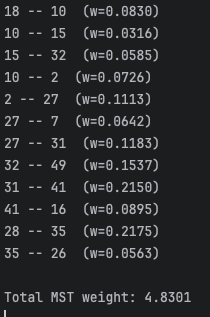 18 -- 10  (w=0.0830)
10 -- 15  (w=0.0316)
15 -- 32  (w=0.0585)
10 -- 2  (w=0.0726)
2 -- 27  (w=0.1113)
27 -- 7  (w=0.0642)
27 -- 31  (w=0.1183)
32 -- 49  (w=0.1537)
31 -- 41  (w=0.2150)
41 -- 16  (w=0.0895)
28 -- 35  (w=0.2175)
35 -- 26  (w=0.0563)

Total MST weight: 4.8301